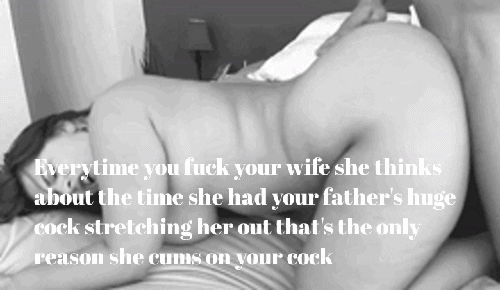 Everytime you fuck your wife she thinks
about the time she had your father's huge
cock stretching her out that's the only
reason she cums on your cock